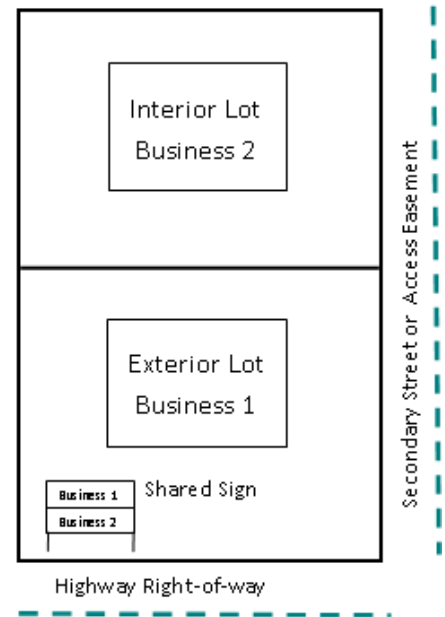 Interior Lot
Business 2
Secondary Street or Access Easement
Exterior Lot
Business 1
Business 1
Shared Sign
Business 2
Highway Right-of-way